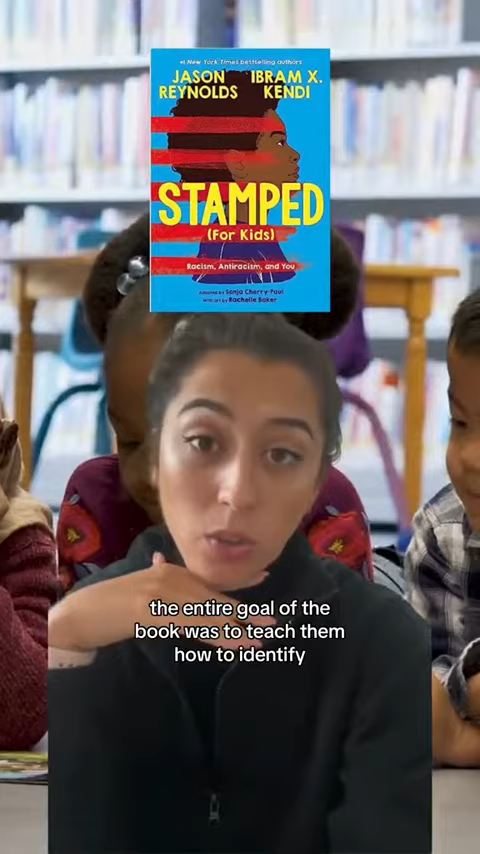 #1 New York Times bestselling authors
JASON REYNOLDS
IBRAM X. KENDI
STAMPED
(For Kids)
Racism, Antiracism, and You
ADAPTED BY Sonja Cherry-Paul
WITH ART BY Rachelle Baker
the entire goal of the
book was to teach them
how to identify